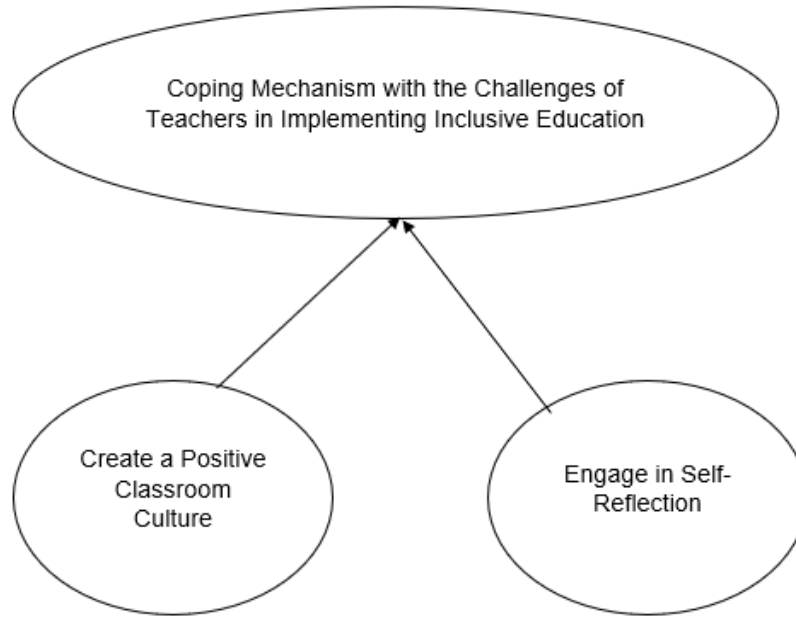 Coping Mechanism with the Challenges of
Teachers in Implementing Inclusive Education
Create a Positive
Classroom
Culture
Engage in Self-
Reflection